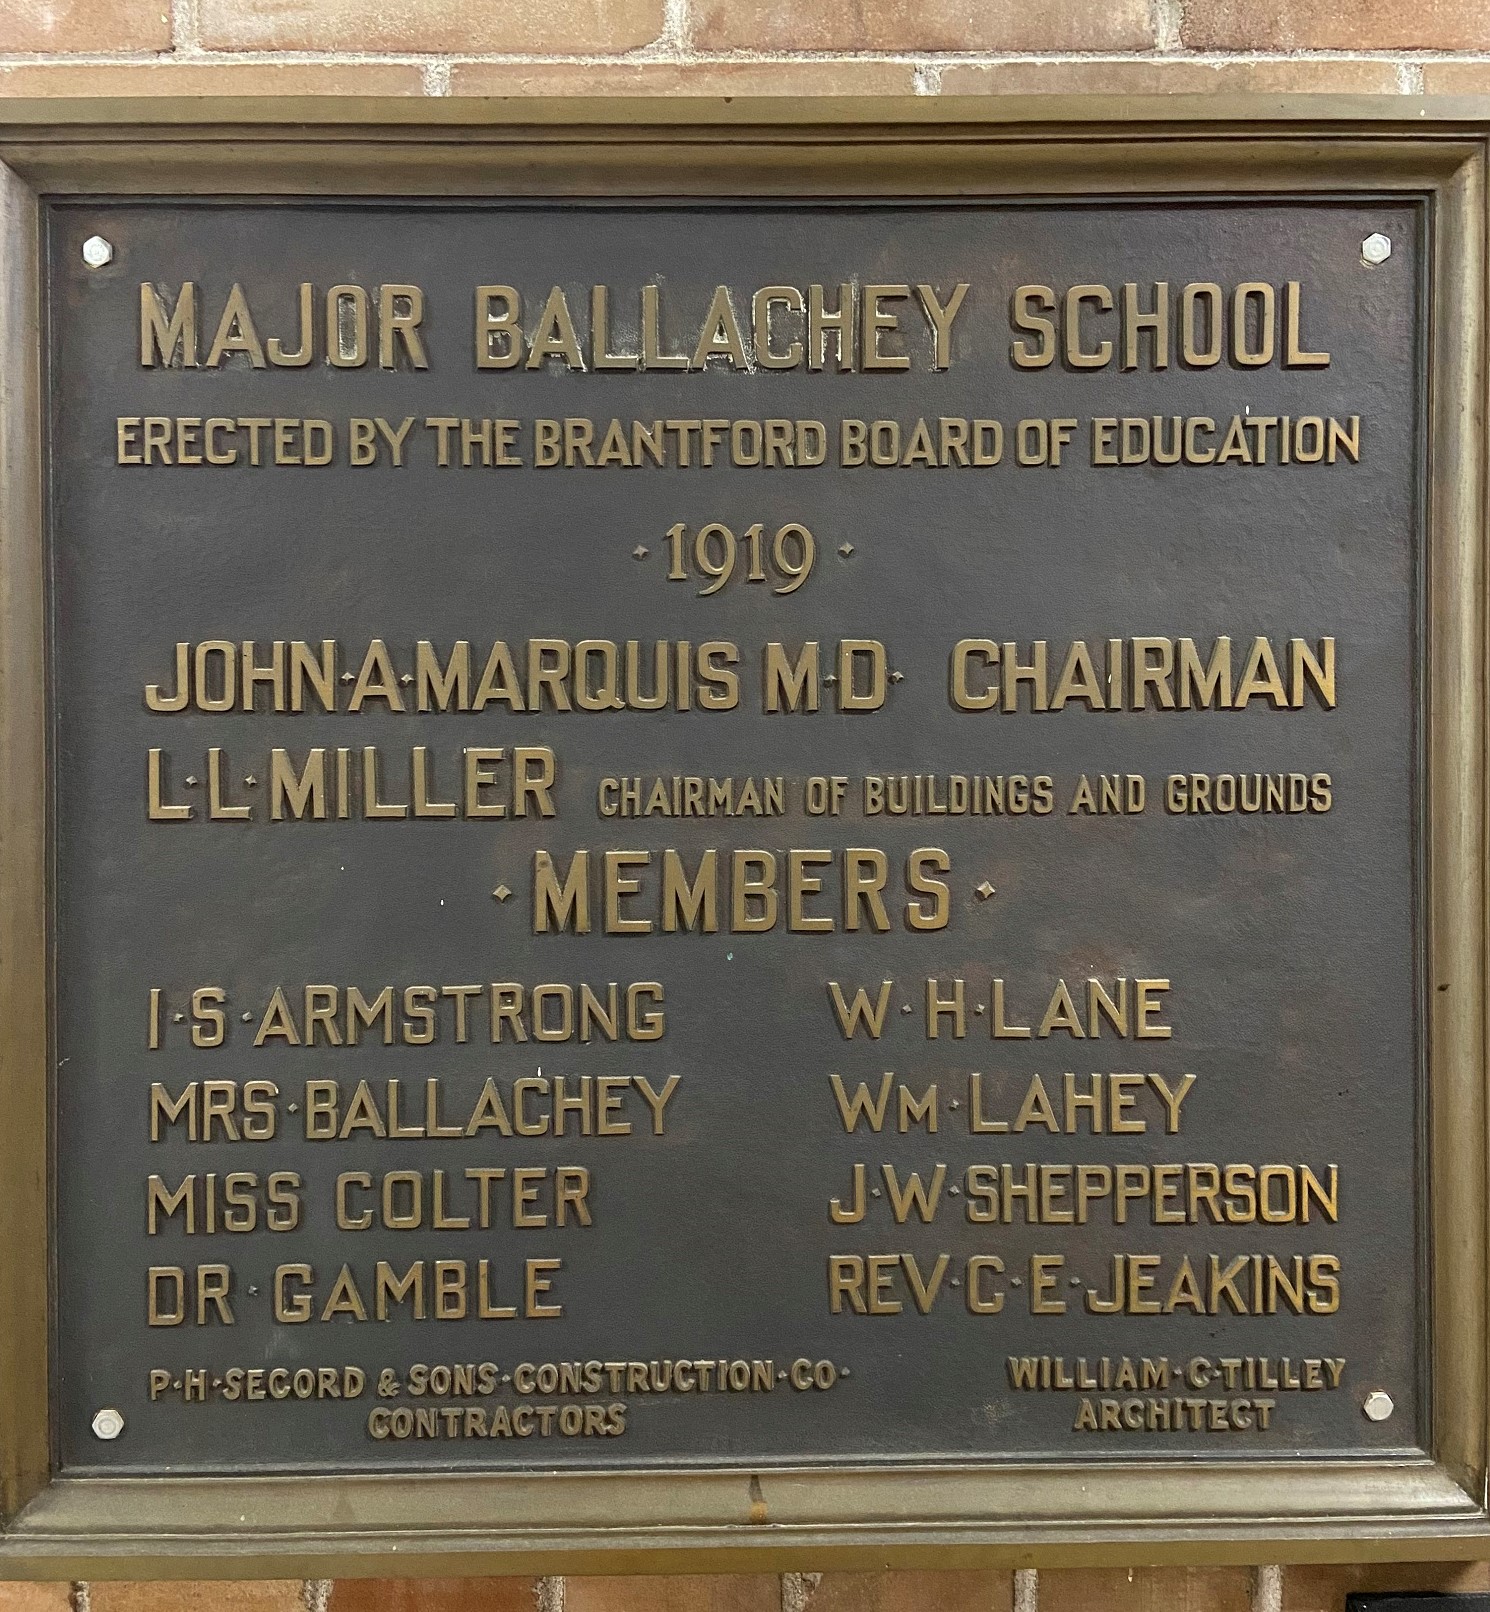 MAJOR BALLACHEY SCHOOL
ERECTED BY THE BRANTFORD BOARD OF EDUCATION
· 1919 ·
JOHN·A·MARQUIS M·D· CHAIRMAN
L·L·MILLER CHAIRMAN OF BUILDINGS AND GROUNDS
· MEMBERS ·
I·S·ARMSTRONG
MRS·BALLACHEY
MISS COLTER
DR·GAMBLE
W·H·LANE
WM·LAHEY
J·W·SHEPPERSON
REV·C·E·JEAKINS
P·H·SECORD & SONS·CONSTRUCTION·CO·
CONTRACTORS
WILLIAM·C·TILLEY
ARCHITECT